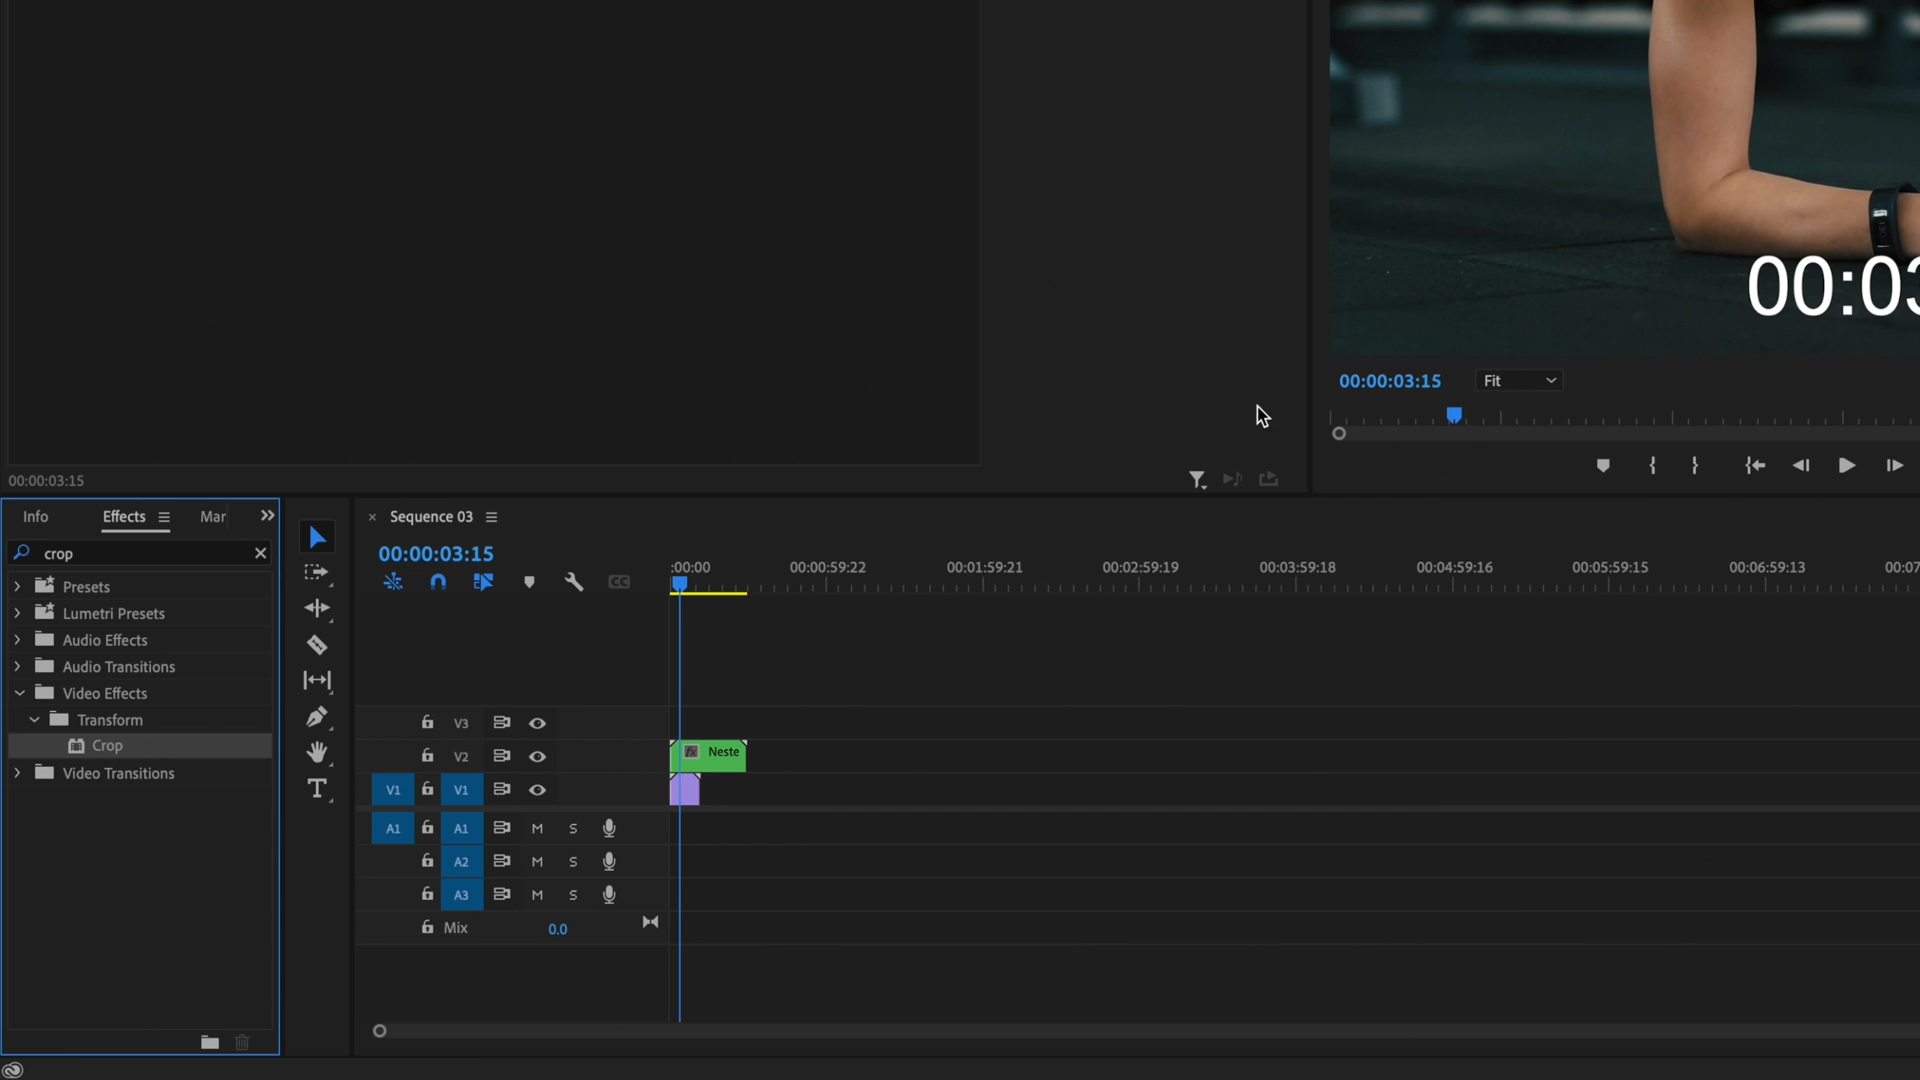 00:03
00:00:03:15
Fit
00:00:03:15
Info
Effects
Mar
crop
Presets
Lumetri Presets
Audio Effects
Audio Transitions
Video Effects
Transform
Crop
Video Transitions
Sequence 03
00:00:03:15
CC
:00:00
00:00:59:22
00:01:59:21
00:02:59:19
00:03:59:18
00:04:59:16
00:05:59:15
00:06:59:13
00:07
V3
V2
fx Neste
V1 V1
A1 A1 M S
A2 M S
A3 M S
Mix 0.0